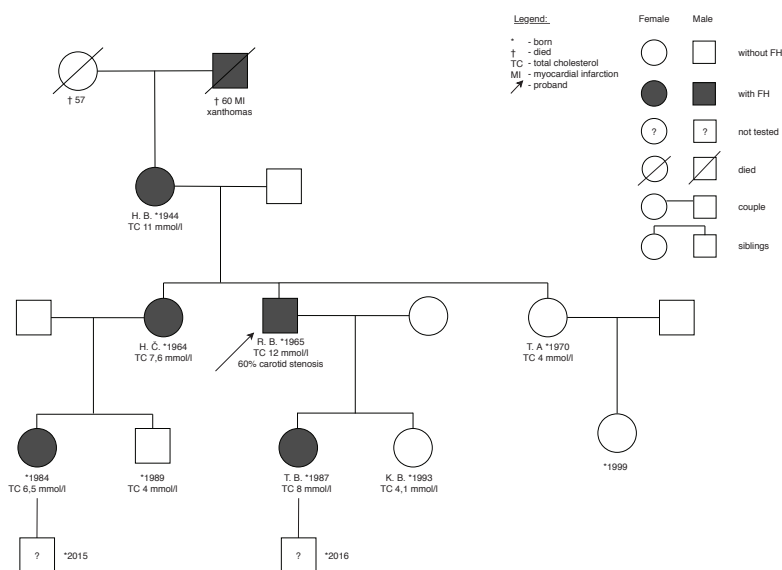 Legend:
* - born
† - died
TC - total cholesterol
MI - myocardial infarction
- proband
Female Male
without FH
with FH
? ? not tested
died
couple
siblings
† 57
† 60 MI
xanthomas
H. B. *1944
TC 11 mmol/l
H. Č. *1964
TC 7,6 mmol/l
R. B. *1965
TC 12 mmol/l
60% carotid stenosis
T. A *1970
TC 4 mmol/l
*1984
TC 6,5 mmol/l
*1989
TC 4 mmol/l
T. B. *1987
TC 8 mmol/l
K. B. *1993
TC 4,1 mmol/l
*1999
? *2015
? *2016